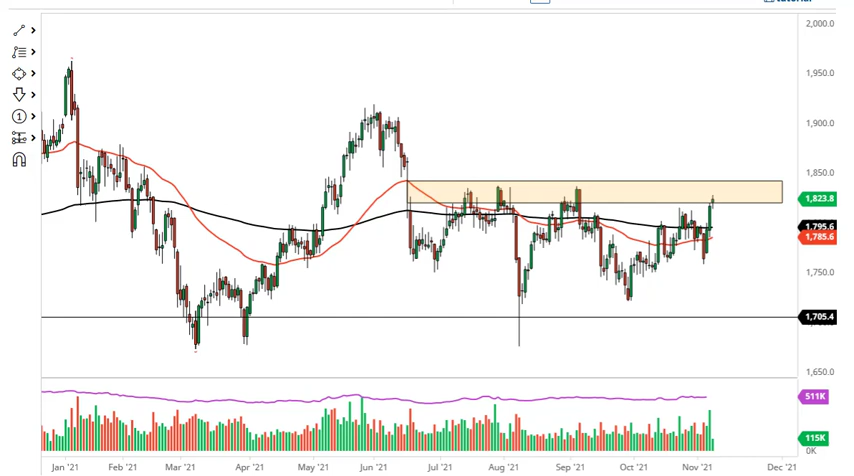 tutorial
2,000.0
1,950.0
1,900.0
1,850.0
1,823.8
1,795.6
1,785.6
1,750.0
1,705.4
1,650.0
511K
115K
0K
Jan '21 Feb '21 Mar '21 Apr '21 May '21 Jun '21 Jul '21 Aug '21 Sep '21 Oct '21 Nov '21 Dec '21
1